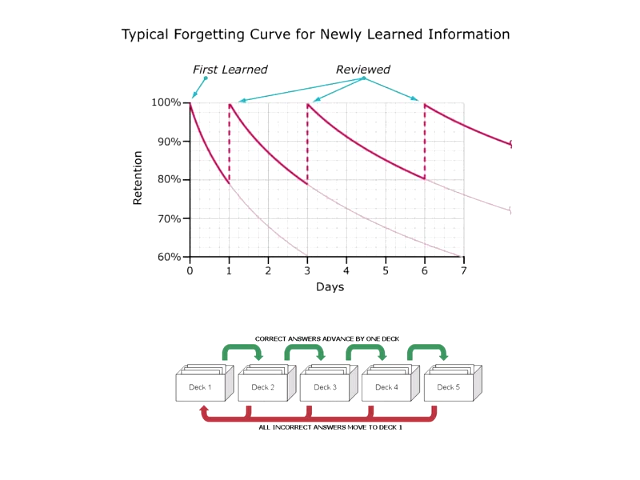 Typical Forgetting Curve for Newly Learned Information
First Learned
Reviewed
100%
90%
80%
70%
60%
Retention
0 1 2 3 4 5 6 7
Days
CORRECT ANSWERS ADVANCE BY ONE DECK
Deck 1
Deck 2
Deck 3
Deck 4
Deck 5
ALL INCORRECT ANSWERS MOVE TO DECK 1